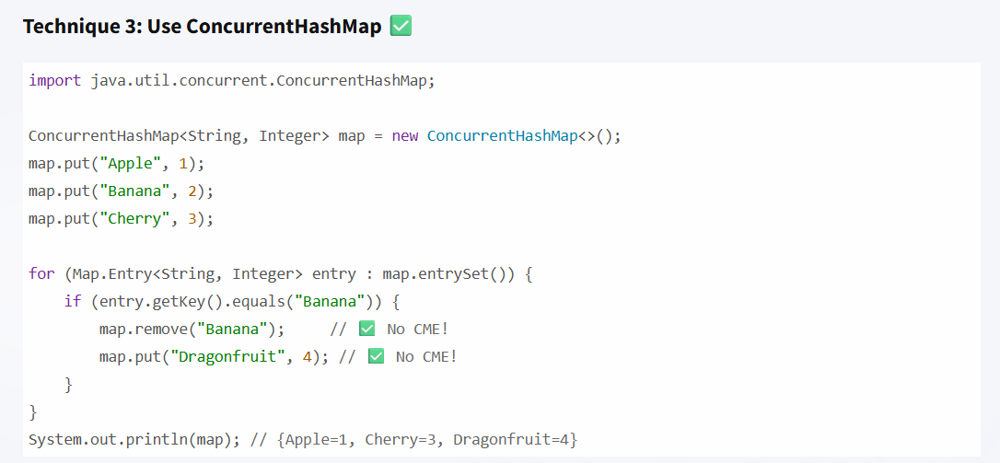 Technique 3: Use ConcurrentHashMap ✅
import java.util.concurrent.ConcurrentHashMap;
ConcurrentHashMap<String, Integer> map = new ConcurrentHashMap<>();
map.put("Apple", 1);
map.put("Banana", 2);
map.put("Cherry", 3);
for (Map.Entry<String, Integer> entry : map.entrySet()) {
    if (entry.getKey().equals("Banana")) {
        map.remove("Banana");     // ✅ No CME!
        map.put("Dragonfruit", 4); // ✅ No CME!
    }
}
System.out.println(map); // {Apple=1, Cherry=3, Dragonfruit=4}